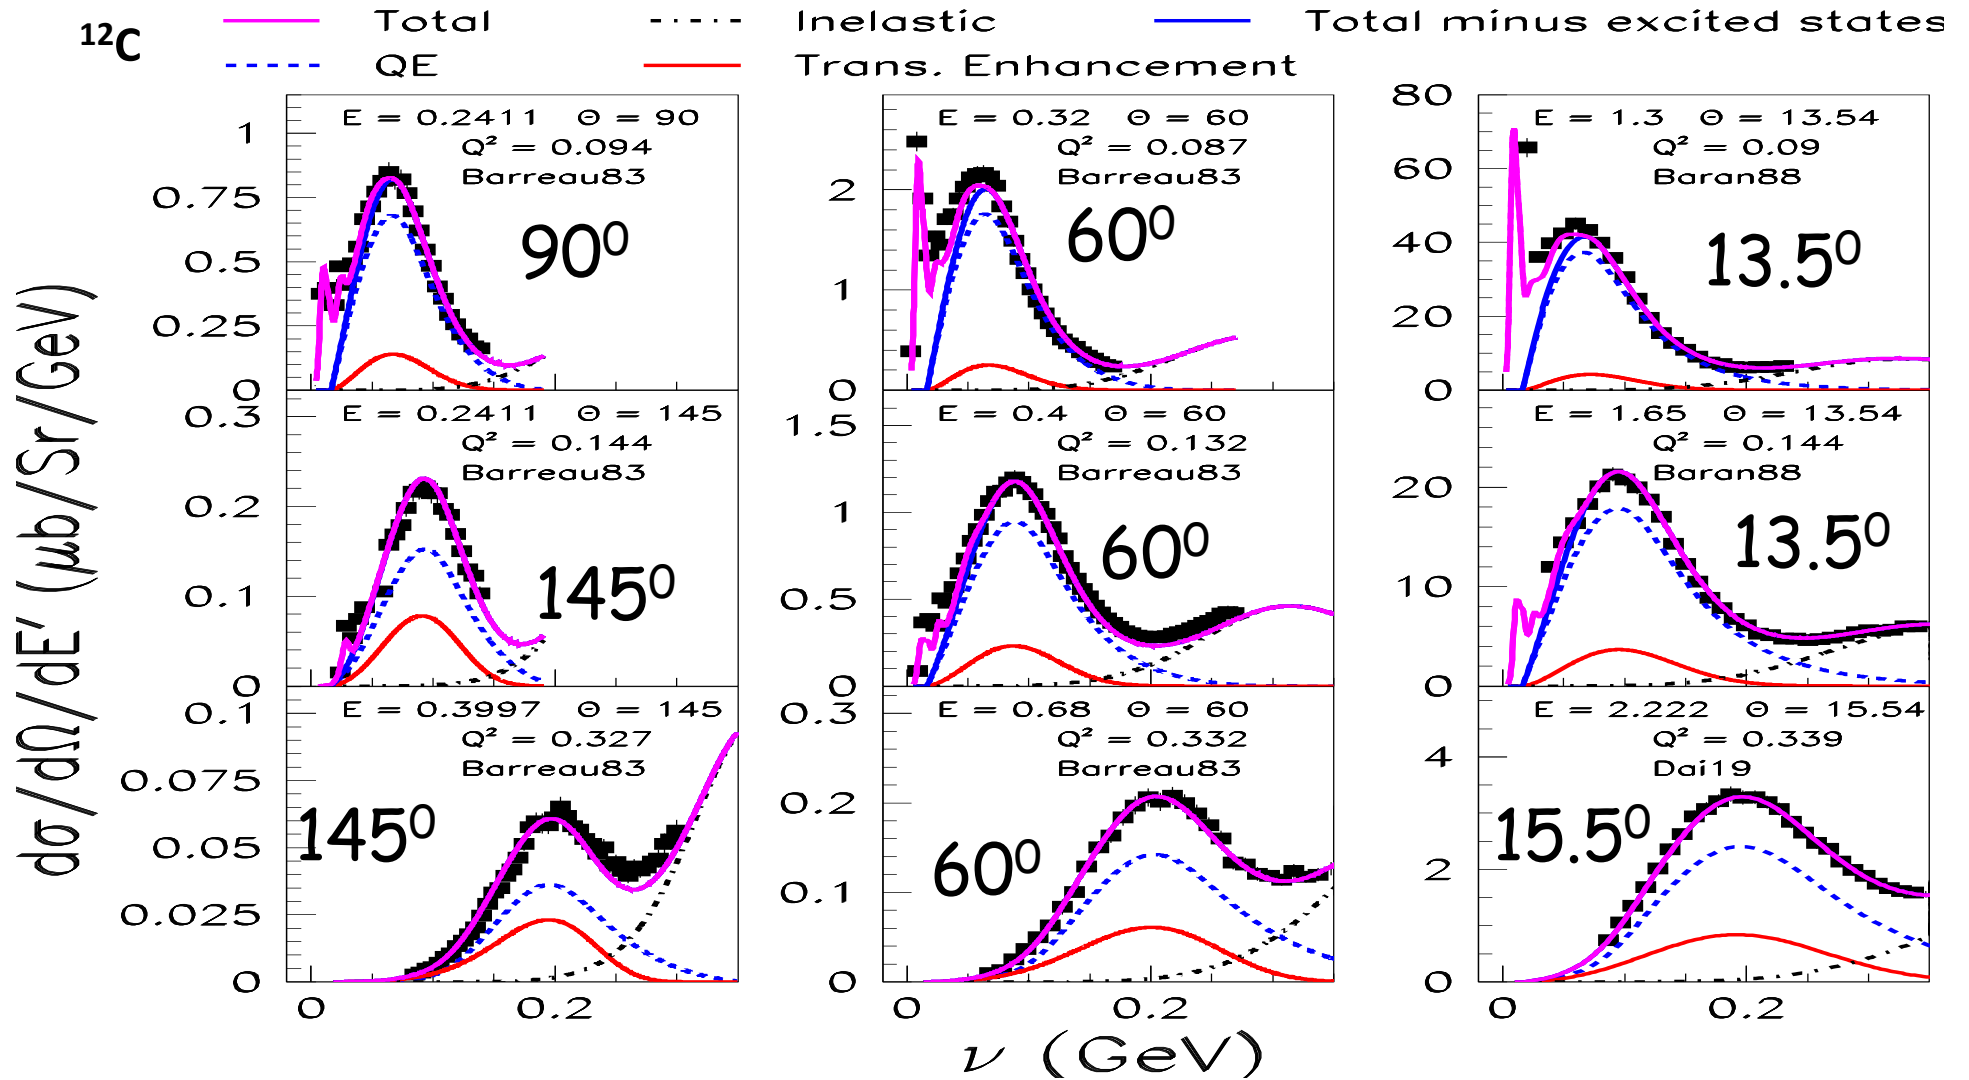 ¹²C
Total Inelastic Total minus excited states
QE Trans. Enhancement
dσ/dΩ/dE′ (μb/Sr/GeV)
E = 0.2411 Θ = 90
Q² = 0.094
Barreau83
90⁰
1
0.75
0.5
0.25
0
E = 0.32 Θ = 60
Q² = 0.087
Barreau83
60⁰
2
1
0
E = 1.3 Θ = 13.54
Q² = 0.09
Baran88
13.5⁰
80
60
40
20
0
E = 0.2411 Θ = 145
Q² = 0.144
Barreau83
145⁰
0.3
0.2
0.1
0
E = 0.4 Θ = 60
Q² = 0.132
Barreau83
60⁰
1.5
1
0.5
0
E = 1.65 Θ = 13.54
Q² = 0.144
Baran88
13.5⁰
20
10
0
E = 0.3997 Θ = 145
Q² = 0.327
Barreau83
145⁰
0.1
0.075
0.05
0.025
0
0 0.2
E = 0.68 Θ = 60
Q² = 0.332
Barreau83
60⁰
0.3
0.2
0.1
0
0 0.2
E = 2.222 Θ = 15.54
Q² = 0.339
Dai19
15.5⁰
4
2
0
0 0.2
ν (GeV)